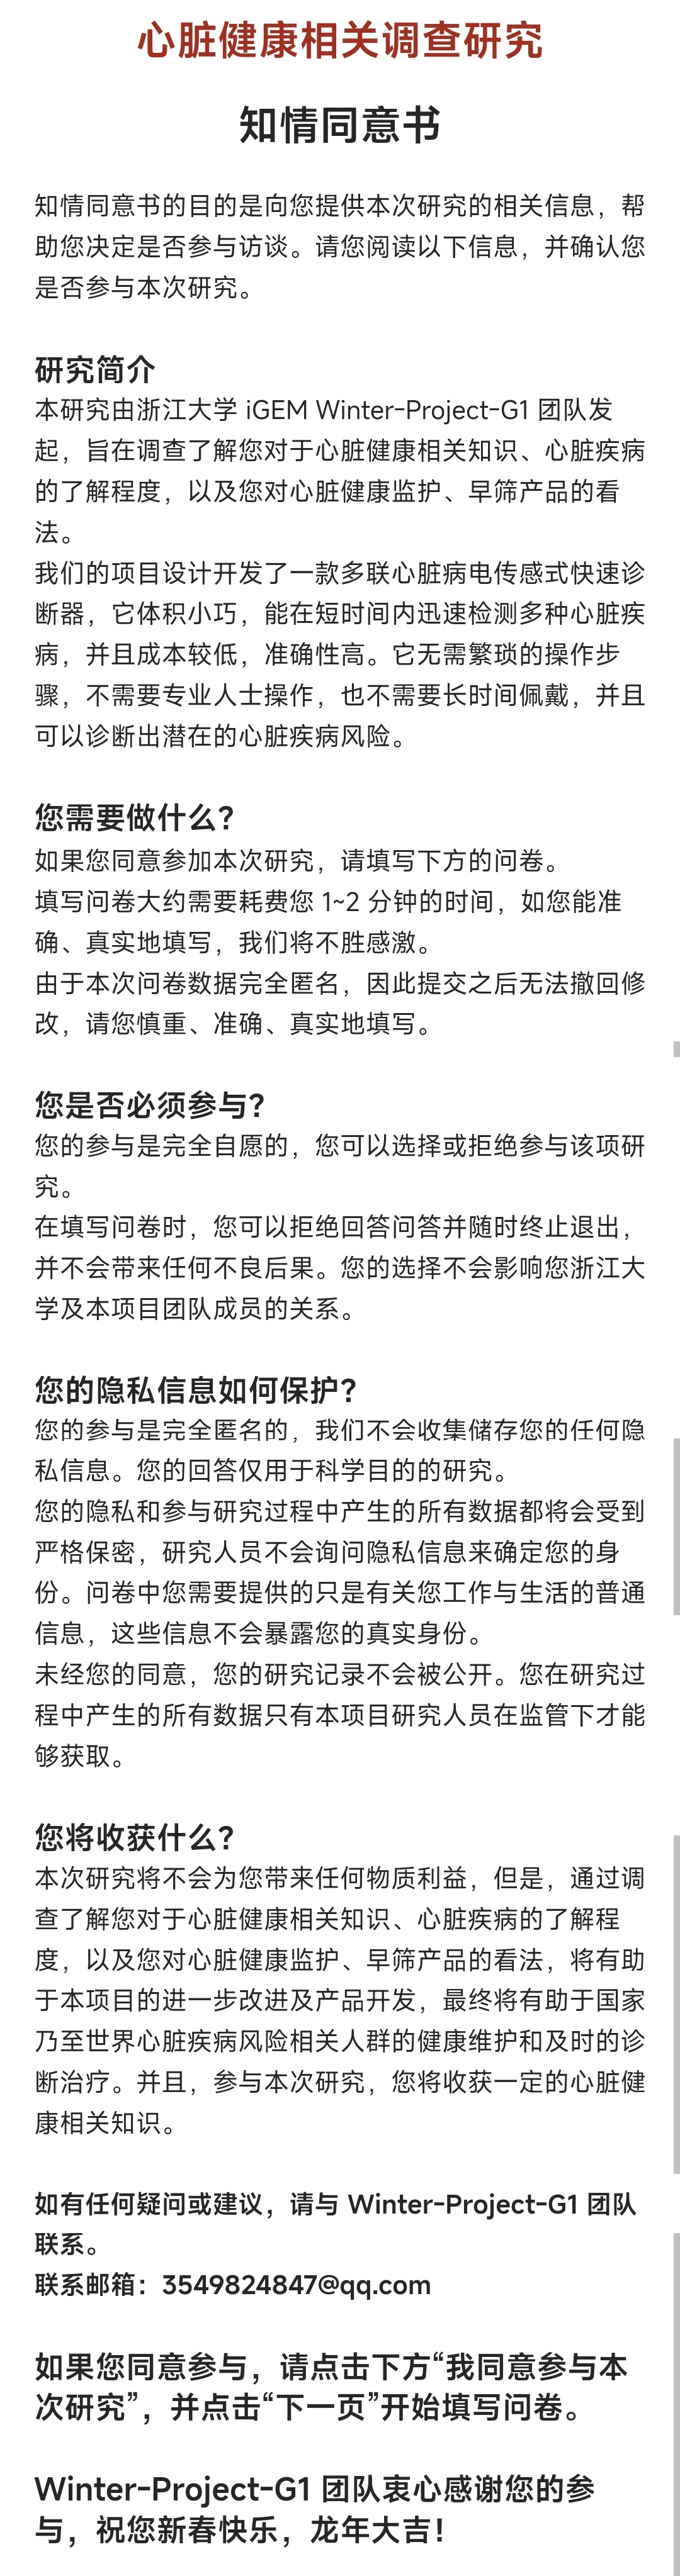 心脏健康相关调查研究
知情同意书
知情同意书的目的是向您提供本次研究的相关信息，帮
助您决定是否参与访谈。请您阅读以下信息，并确认您
是否参与本次研究。
研究简介
本研究由浙江大学 iGEM Winter-Project-G1 团队发
起，旨在调查了解您对于心脏健康相关知识、心脏疾病
的了解程度，以及您对心脏健康监护、早筛产品的看
法。
我们的项目设计开发了一款多联心脏病电传感式快速诊
断器，它体积小巧，能在短时间内迅速检测多种心脏疾
病，并且成本较低，准确性高。它无需繁琐的操作步
骤，不需要专业人士操作，也不需要长时间佩戴，并且
可以诊断出潜在的心脏疾病风险。
您需要做什么？
如果您同意参加本次研究，请填写下方的问卷。
填写问卷大约需要耗费您 1~2 分钟的时间，如您能准
确、真实地填写，我们将不胜感激。
由于本次问卷数据完全匿名，因此提交之后无法撤回修
改，请您慎重、准确、真实地填写。
您是否必须参与？
您的参与是完全自愿的，您可以选择或拒绝参与该项研
究。
在填写问卷时，您可以拒绝回答问答并随时终止退出，
并不会带来任何不良后果。您的选择不会影响您浙江大
学及本项目团队成员的关系。
您的隐私信息如何保护？
您的参与是完全匿名的，我们不会收集储存您的任何隐
私信息。您的回答仅用于科学目的的研究。
您的隐私和参与研究过程中产生的所有数据都将会受到
严格保密，研究人员不会询问隐私信息来确定您的身
份。问卷中您需要提供的只是有关您工作与生活的普通
信息，这些信息不会暴露您的真实身份。
未经您的同意，您的研究记录不会被公开。您在研究过
程中产生的所有数据只有本项目研究人员在监管下才能
够获取。
您将收获什么？
本次研究将不会为您带来任何物质利益，但是，通过调
查了解您对于心脏健康相关知识、心脏疾病的了解程
度，以及您对心脏健康监护、早筛产品的看法，将有助
于本项目的进一步改进及产品开发，最终将有助于国家
乃至世界心脏疾病风险相关人群的健康维护和及时的诊
断治疗。并且，参与本次研究，您将收获一定的心脏健
康相关知识。
如有任何疑问或建议，请与 Winter-Project-G1 团队
联系。
联系邮箱：3549824847@qq.com
如果您同意参与，请点击下方“我同意参与本
次研究”，并点击“下一页”开始填写问卷。
Winter-Project-G1 团队衷心感谢您的参
与，祝您新春快乐，龙年大吉！